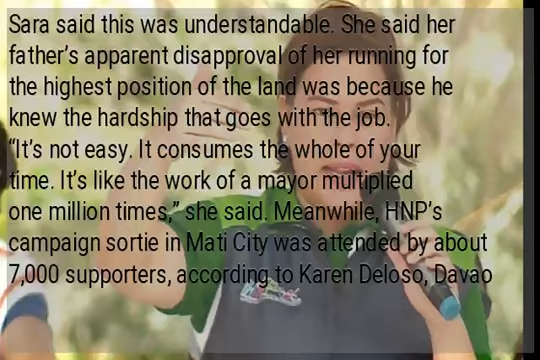 Sara said this was understandable. She said her
father’s apparent disapproval of her running for
the highest position of the land was because he
knew the hardship that goes with the job.
“It’s not easy. It consumes the whole of your
time. It’s like the work of a mayor multiplied
one million times,” she said. Meanwhile, HNP’s
campaign sortie in Mati City was attended by about
7,000 supporters, according to Karen Deloso, Davao